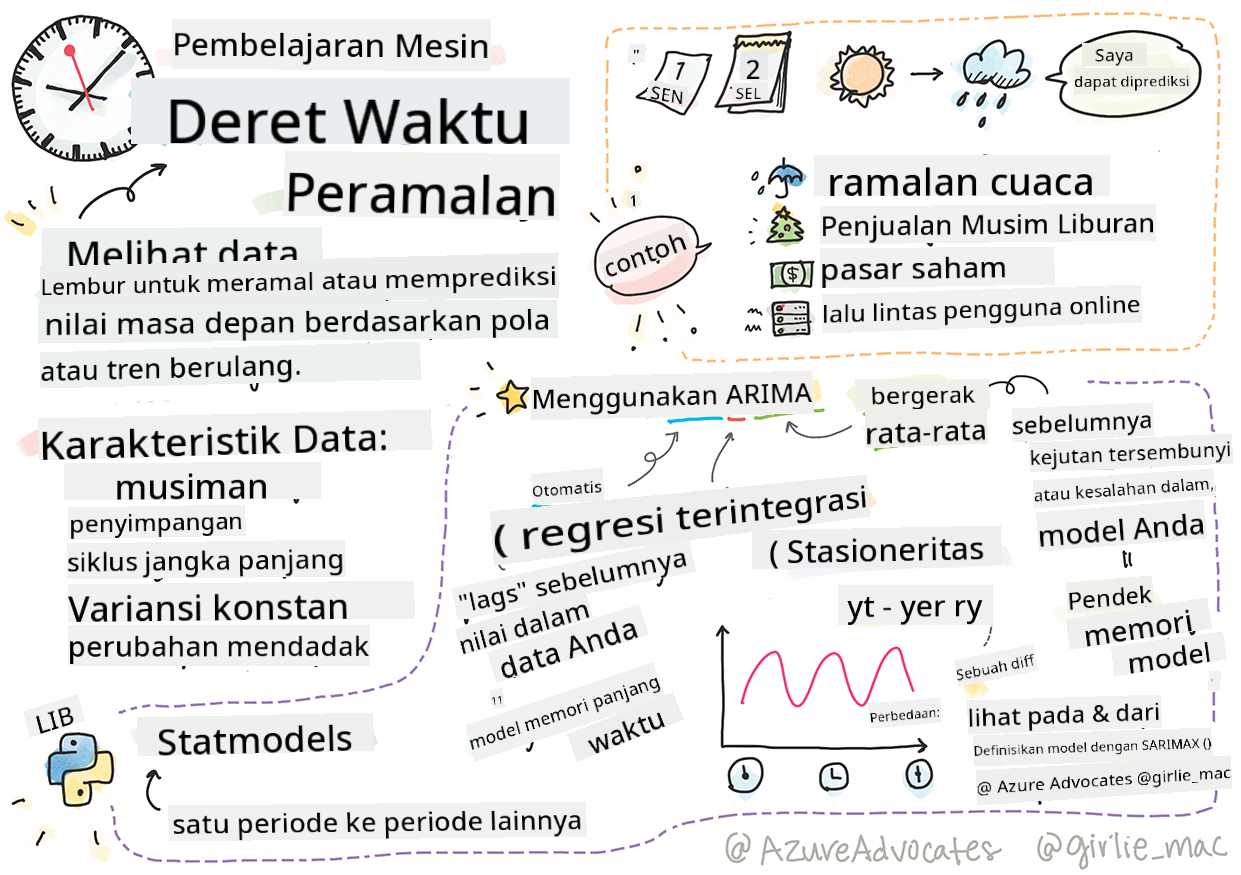 Pembelajaran Mesin
Deret Waktu
Peramalan
Melihat data
Lembur untuk meramal atau memprediksi
nilai masa depan berdasarkan pola
atau tren berulang.
Karakteristik Data:
musiman
penyimpangan
siklus jangka panjang
Variansi konstan
perubahan mendadak
"
1
SEN
2
SEL
Saya
dapat diprediksi
1
contoh
ramalan cuaca
Penjualan Musim Liburan
pasar saham
lalu lintas pengguna online
Menggunakan ARIMA
bergerak
rata-rata
sebelumnya
kejutan tersembunyi
atau kesalahan dalam,
model Anda
"
Pendek
memori
model
Otomatis
( regresi terintegrasi
"lags" sebelumnya
nilai dalam
data Anda
11
model memori panjang
waktu
( Stasioneritas
yt - yer ry
Sebuah diff
Perbedaan:
lihat pada & dari
Definisikan model dengan SARIMAX ()
@ Azure Advocates @girlie_mac
LIB
Statmodels
satu periode ke periode lainnya
@AzureAdvocates @girlie_mac